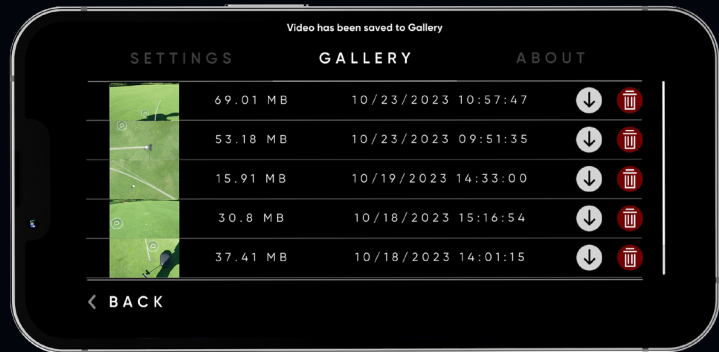 Video has been saved to Gallery
SETTINGS GALLERY ABOUT
69.01 MB 10/23/2023 10:57:47
53.18 MB 10/23/2023 09:51:35
15.91 MB 10/19/2023 14:33:00
30.8 MB 10/18/2023 15:16:54
37.41 MB 10/18/2023 14:01:15
BACK